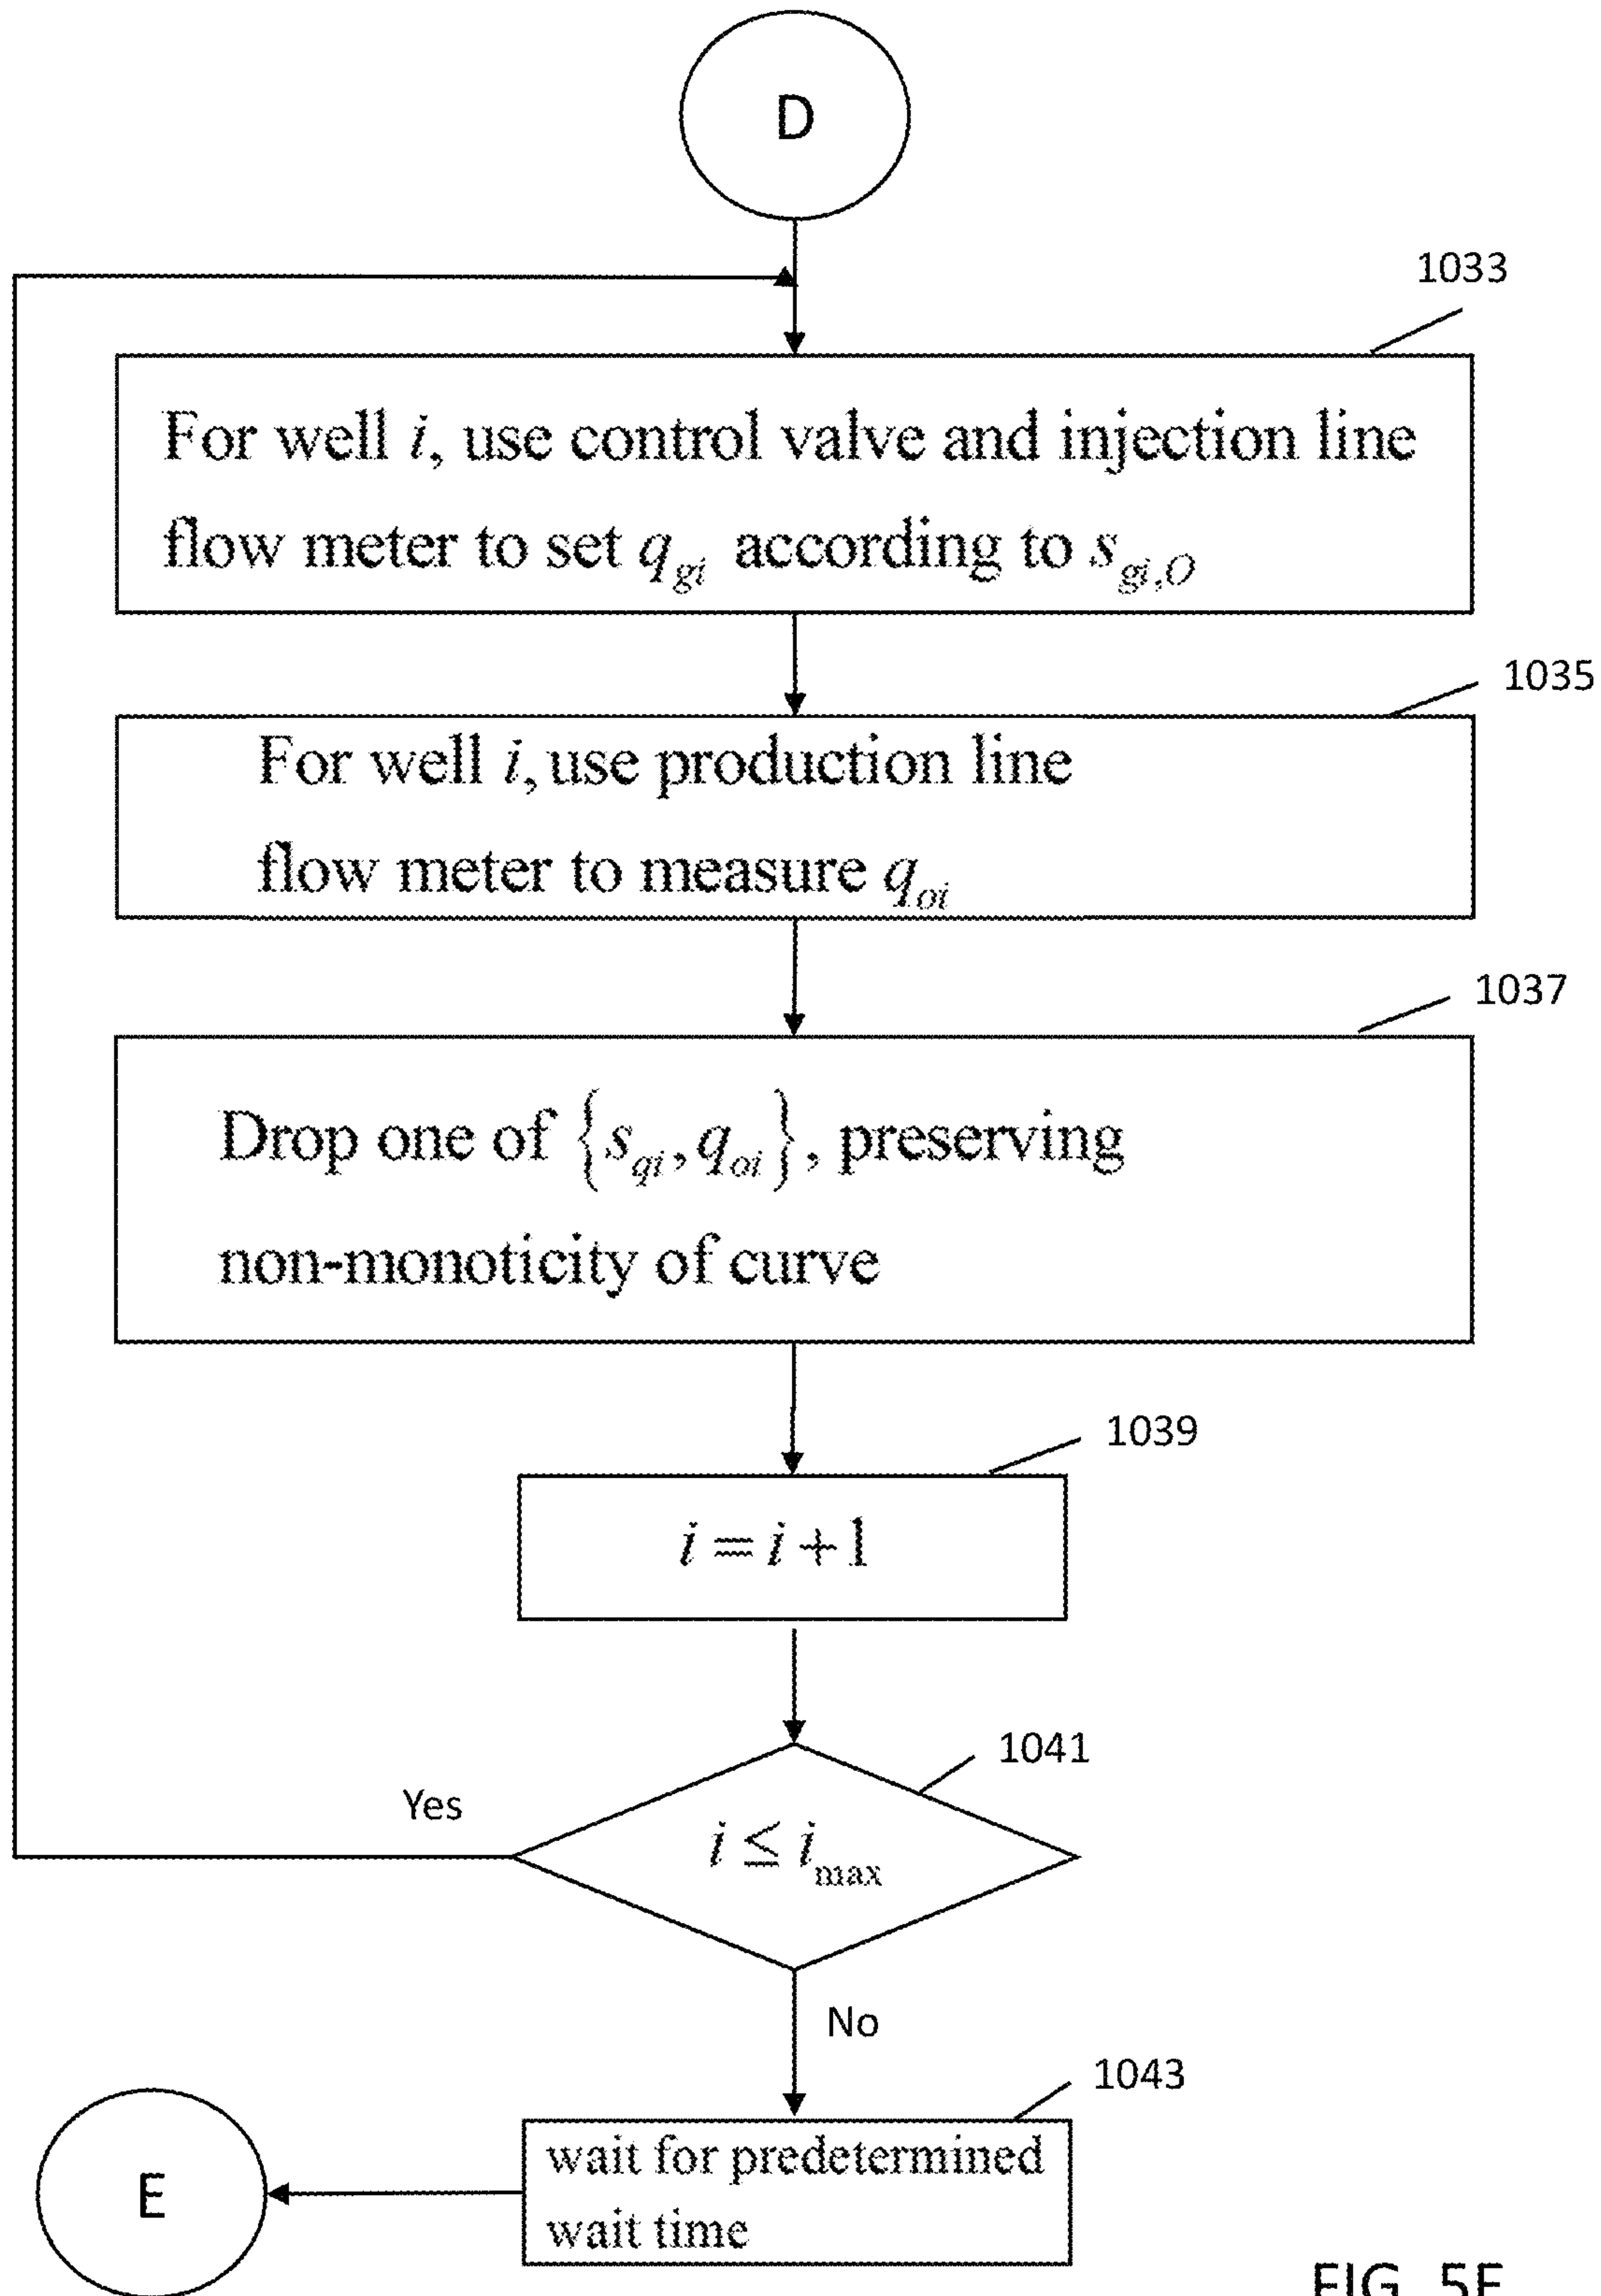 D
1033
For well i, use control valve and injection line
flow meter to set q_gi according to s_gi,O
1035
For well i, use production line
flow meter to measure q_oi
1037
Drop one of {s_qi, q_oi}, preserving
non-monoticity of curve
1039
i = i + 1
1041
Yes
i ≤ i_max
No
1043
wait for predetermined
wait time
E